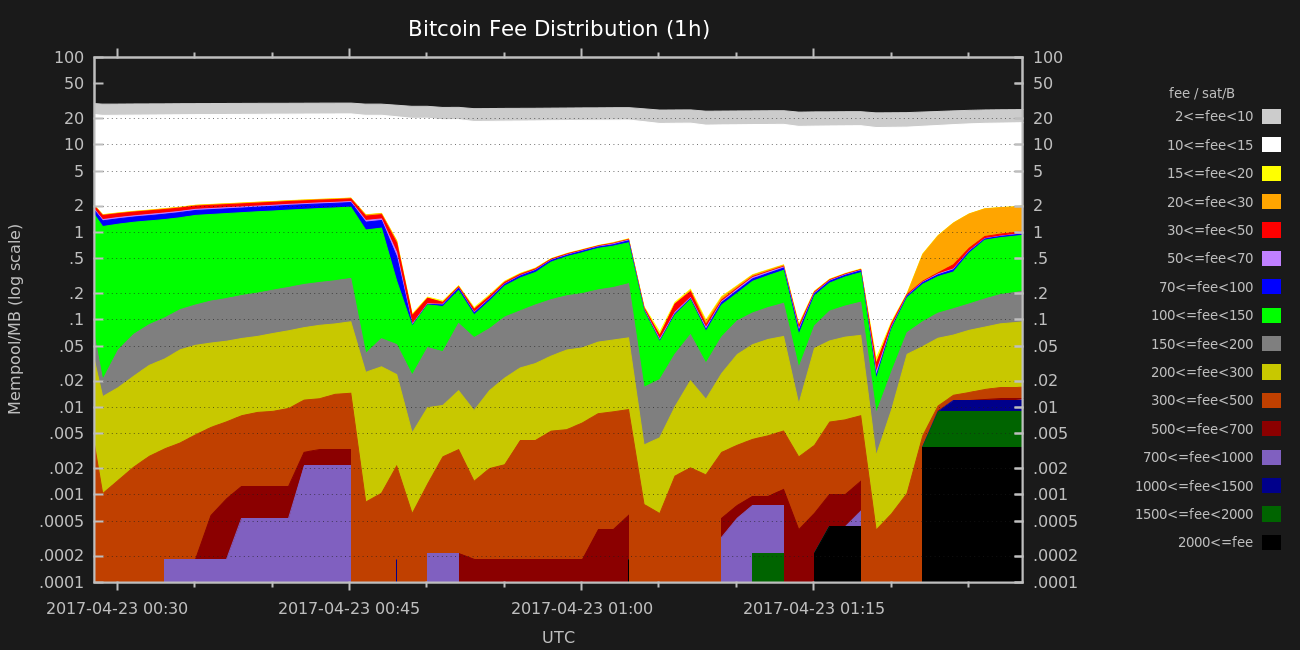 Bitcoin Fee Distribution (1h)
100
50
20
10
5
2
1
.5
.2
.1
.05
.02
.01
.005
.002
.001
.0005
.0002
.0001
Mempool/MB (log scale)
100
50
20
10
5
2
1
.5
.2
.1
.05
.02
.01
.005
.002
.001
.0005
.0002
.0001
2017-04-23 00:30
2017-04-23 00:45
2017-04-23 01:00
2017-04-23 01:15
UTC
fee / sat/B
2<=fee<10
10<=fee<15
15<=fee<20
20<=fee<30
30<=fee<50
50<=fee<70
70<=fee<100
100<=fee<150
150<=fee<200
200<=fee<300
300<=fee<500
500<=fee<700
700<=fee<1000
1000<=fee<1500
1500<=fee<2000
2000<=fee